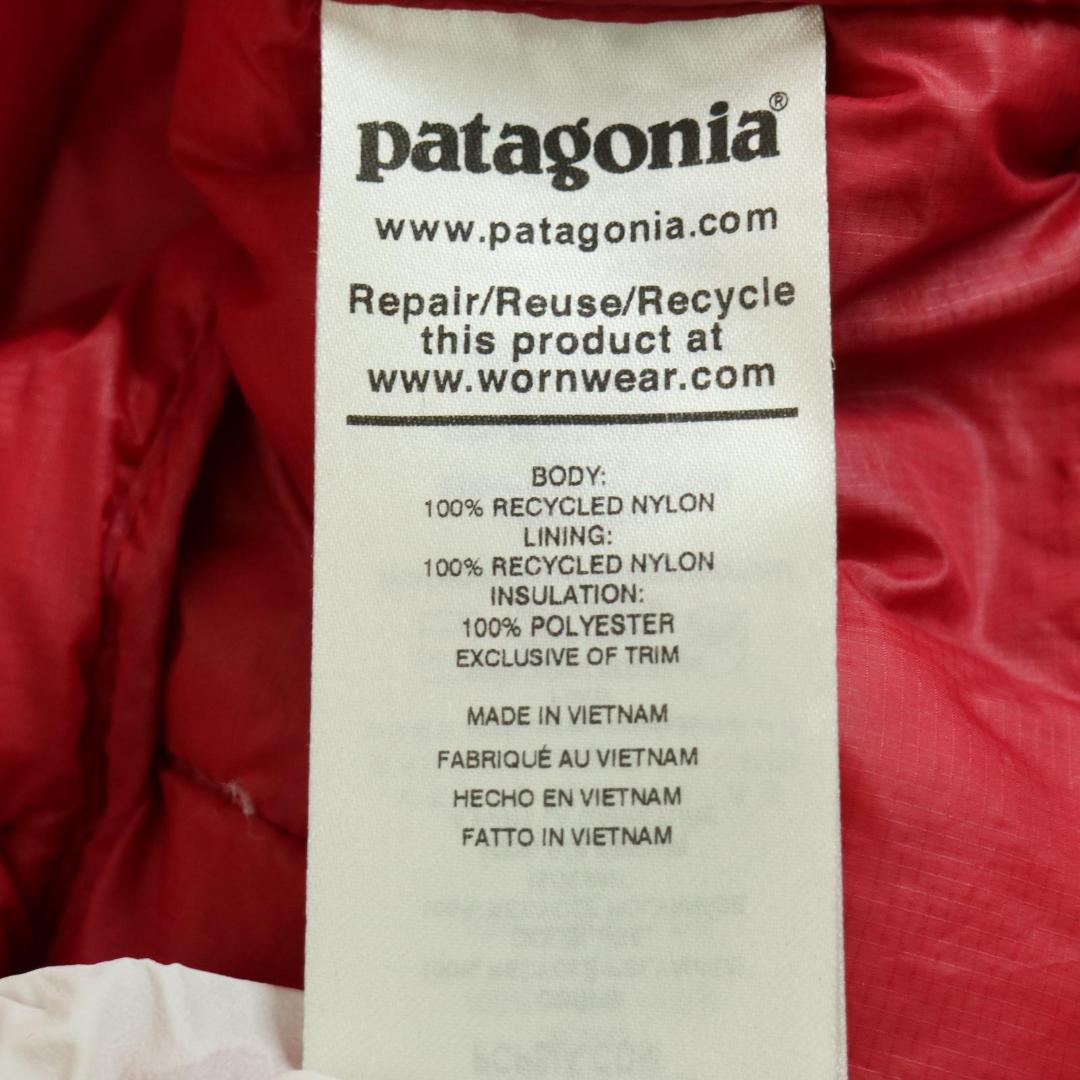 patagonia®
www.patagonia.com
Repair/Reuse/Recycle
this product at
www.wornwear.com
BODY:
100% RECYCLED NYLON
LINING:
100% RECYCLED NYLON
INSULATION:
100% POLYESTER
EXCLUSIVE OF TRIM
MADE IN VIETNAM
FABRIQUÉ AU VIETNAM
HECHO EN VIETNAM
FATTO IN VIETNAM